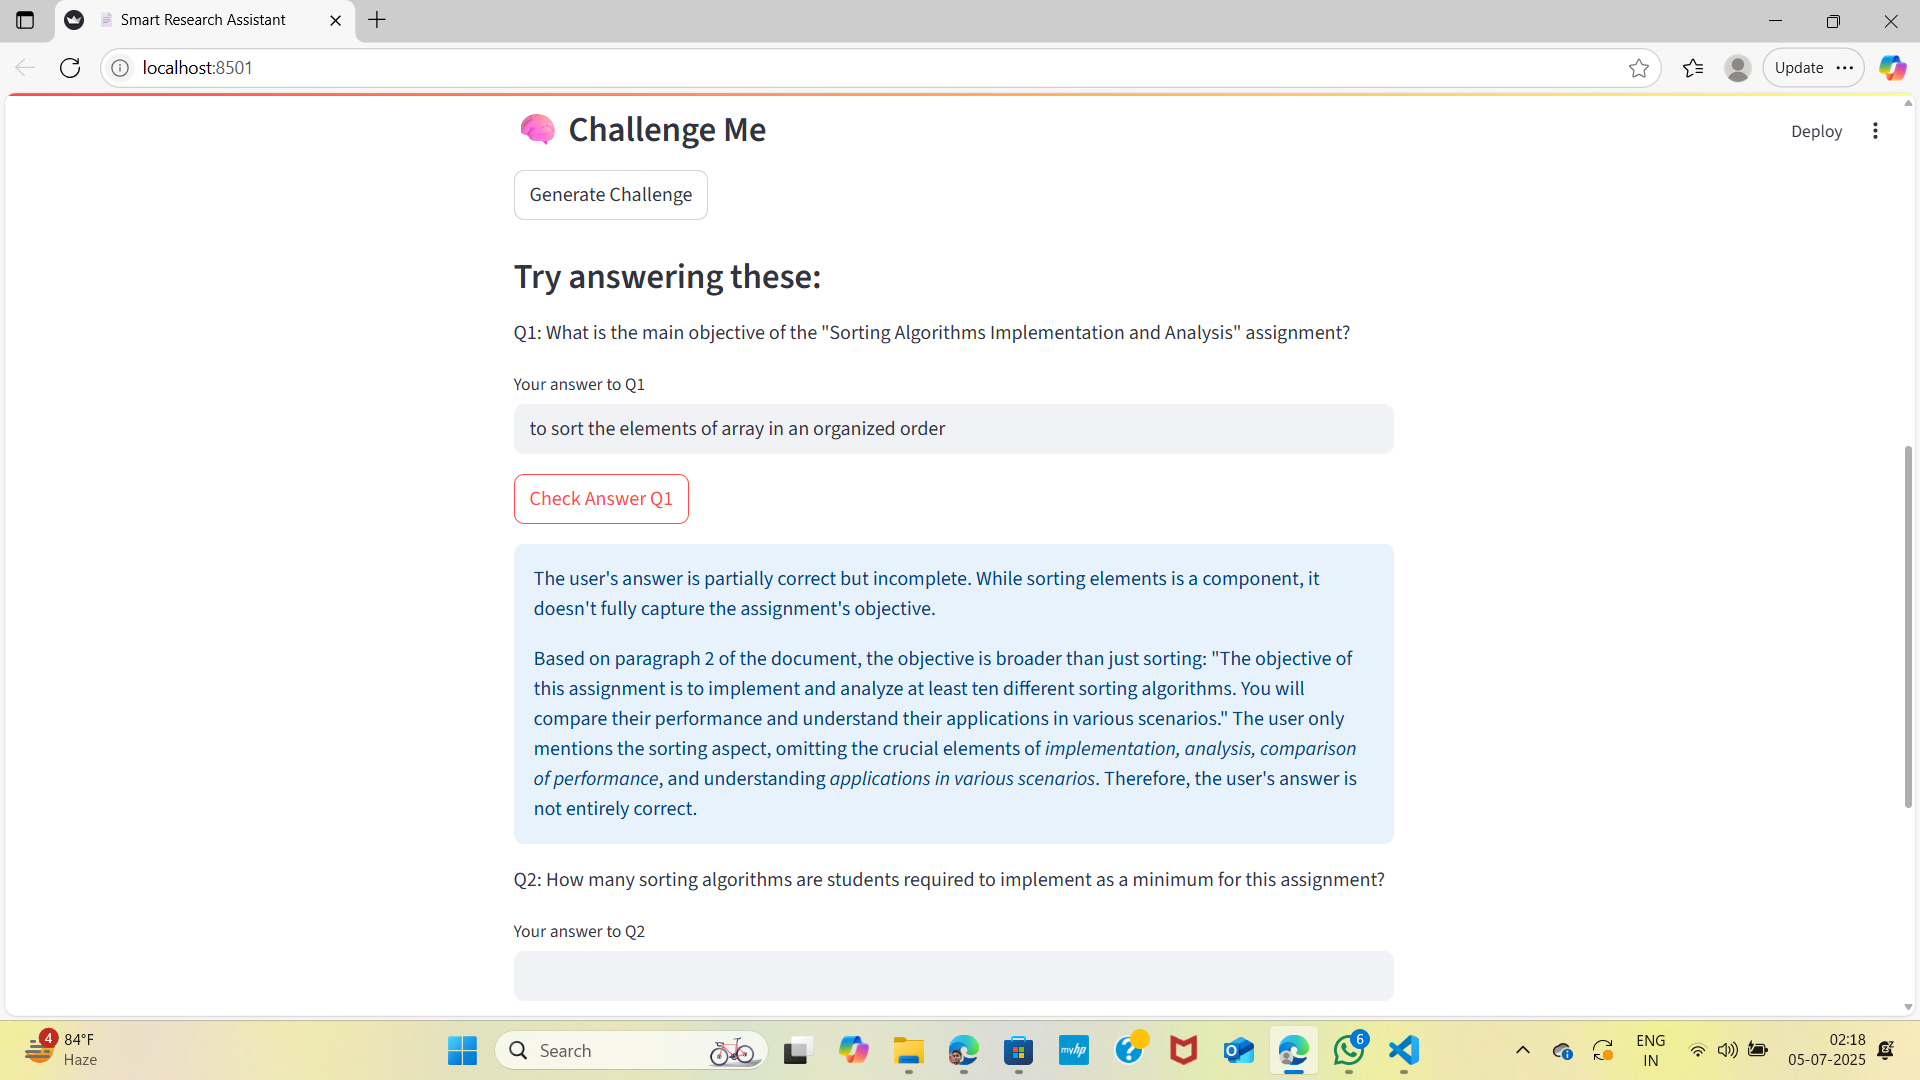 Smart Research Assistant
localhost:8501
Update
Challenge Me
Deploy
Generate Challenge
Try answering these:
Q1: What is the main objective of the "Sorting Algorithms Implementation and Analysis" assignment?
Your answer to Q1
to sort the elements of array in an organized order
Check Answer Q1
The user's answer is partially correct but incomplete. While sorting elements is a component, it
doesn't fully capture the assignment's objective.
Based on paragraph 2 of the document, the objective is broader than just sorting: "The objective of
this assignment is to implement and analyze at least ten different sorting algorithms. You will
compare their performance and understand their applications in various scenarios." The user only
mentions the sorting aspect, omitting the crucial elements of implementation, analysis, comparison
of performance, and understanding applications in various scenarios. Therefore, the user's answer is
not entirely correct.
Q2: How many sorting algorithms are students required to implement as a minimum for this assignment?
Your answer to Q2
4
84°F
Haze
Search
myhp
6
ENG
IN
02:18
05-07-2025